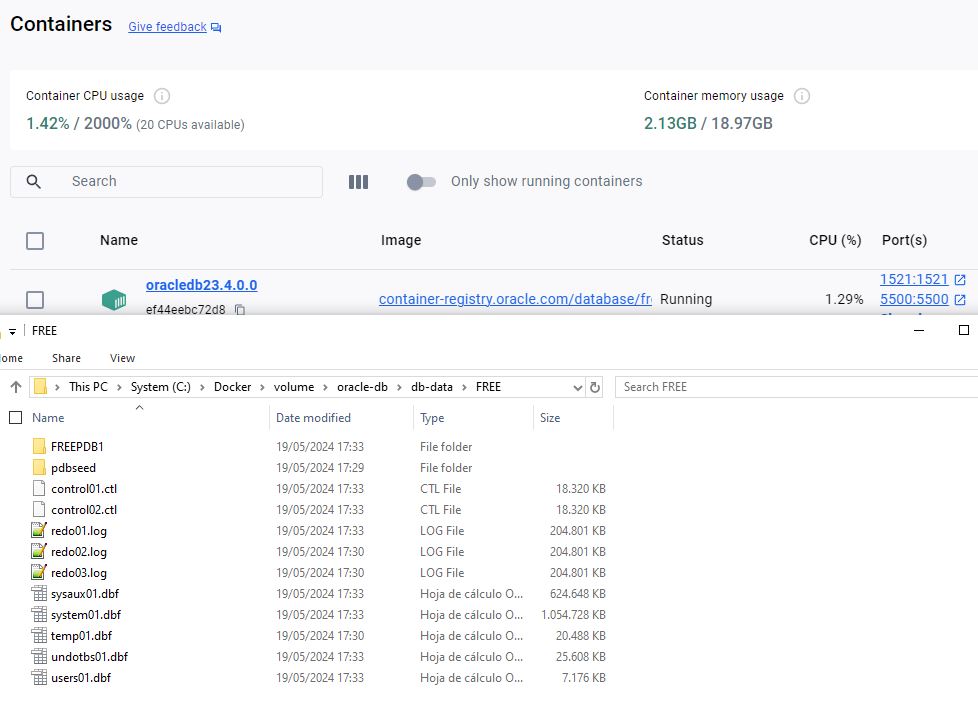 Containers Give feedback
Container CPU usage
Container memory usage
1.42% / 2000% (20 CPUs available)
2.13GB / 18.97GB
Search
Only show running containers
Name Image Status CPU (%) Port(s)
oracledb23.4.0.0
ef44eebc72d8
container-registry.oracle.com/database/fr
Running
1.29%
1521:1521
5500:5500
FREE
ome Share View
This PC > System (C:) > Docker > volume > oracle-db > db-data > FREE
Search FREE
Name Date modified Type Size
FREEPDB1 19/05/2024 17:33 File folder
pdbseed 19/05/2024 17:29 File folder
control01.ctl 19/05/2024 17:33 CTL File 18.320 KB
control02.ctl 19/05/2024 17:33 CTL File 18.320 KB
redo01.log 19/05/2024 17:33 LOG File 204.801 KB
redo02.log 19/05/2024 17:30 LOG File 204.801 KB
redo03.log 19/05/2024 17:30 LOG File 204.801 KB
sysaux01.dbf 19/05/2024 17:33 Hoja de cálculo O... 624.648 KB
system01.dbf 19/05/2024 17:33 Hoja de cálculo O... 1.054.728 KB
temp01.dbf 19/05/2024 17:30 Hoja de cálculo O... 20.488 KB
undotbs01.dbf 19/05/2024 17:33 Hoja de cálculo O... 25.608 KB
users01.dbf 19/05/2024 17:33 Hoja de cálculo O... 7.176 KB